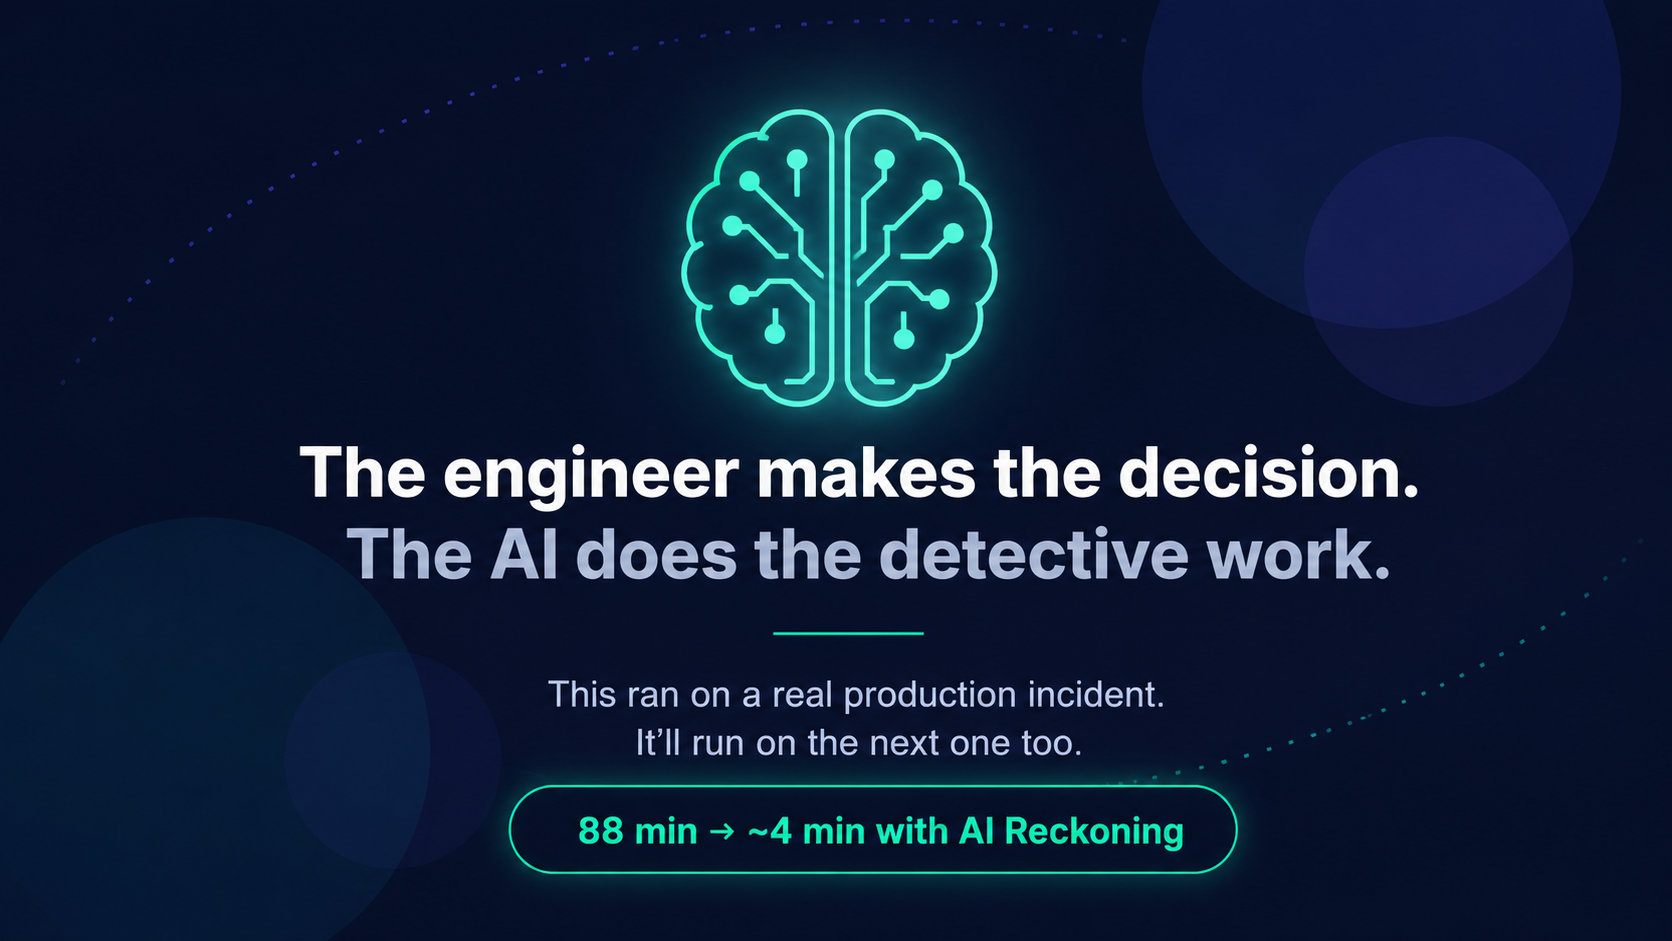 The engineer makes the decision.
The AI does the detective work.
This ran on a real production incident.
It’ll run on the next one too.
88 min → ~4 min with AI Reckoning